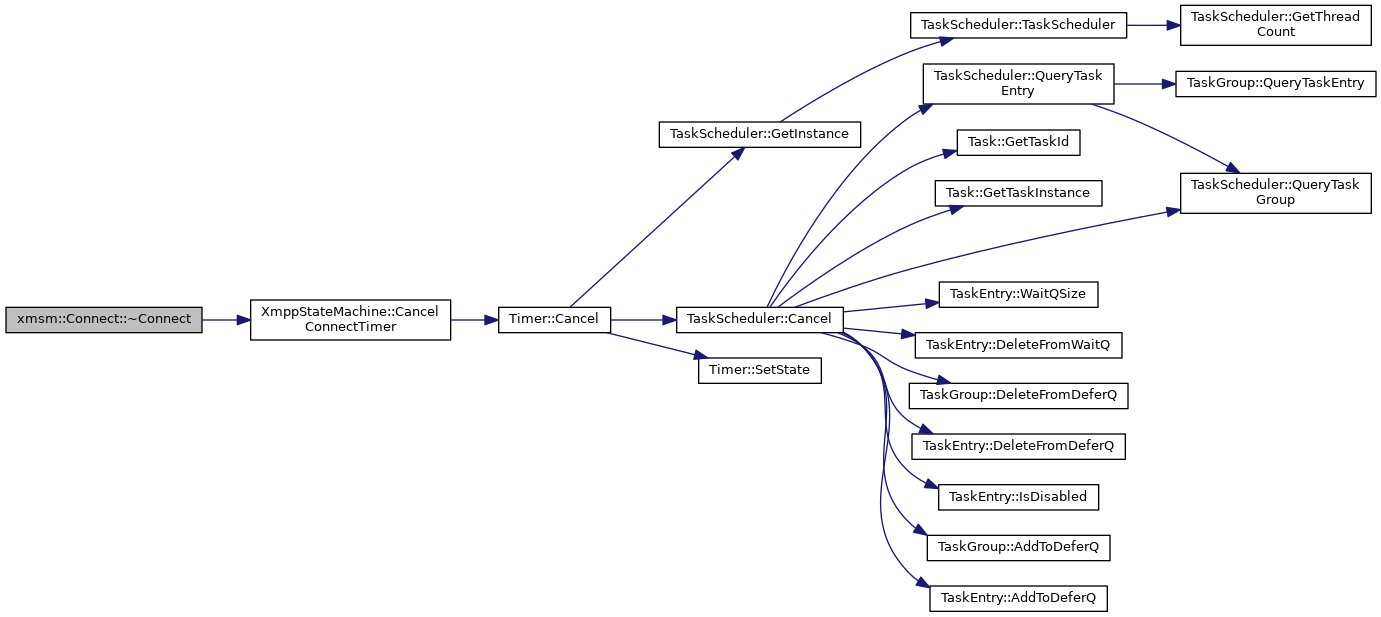 xmsm::Connect::~Connect
XmppStateMachine::Cancel
ConnectTimer
Timer::Cancel
TaskScheduler::GetInstance
TaskScheduler::TaskScheduler
TaskScheduler::GetThread
Count
TaskScheduler::Cancel
TaskScheduler::QueryTask
Entry
TaskGroup::QueryTaskEntry
TaskScheduler::QueryTask
Group
Task::GetTaskId
Task::GetTaskInstance
TaskEntry::WaitQSize
TaskEntry::DeleteFromWaitQ
TaskGroup::DeleteFromDeferQ
TaskEntry::DeleteFromDeferQ
TaskEntry::IsDisabled
TaskGroup::AddToDeferQ
TaskEntry::AddToDeferQ
Timer::SetState